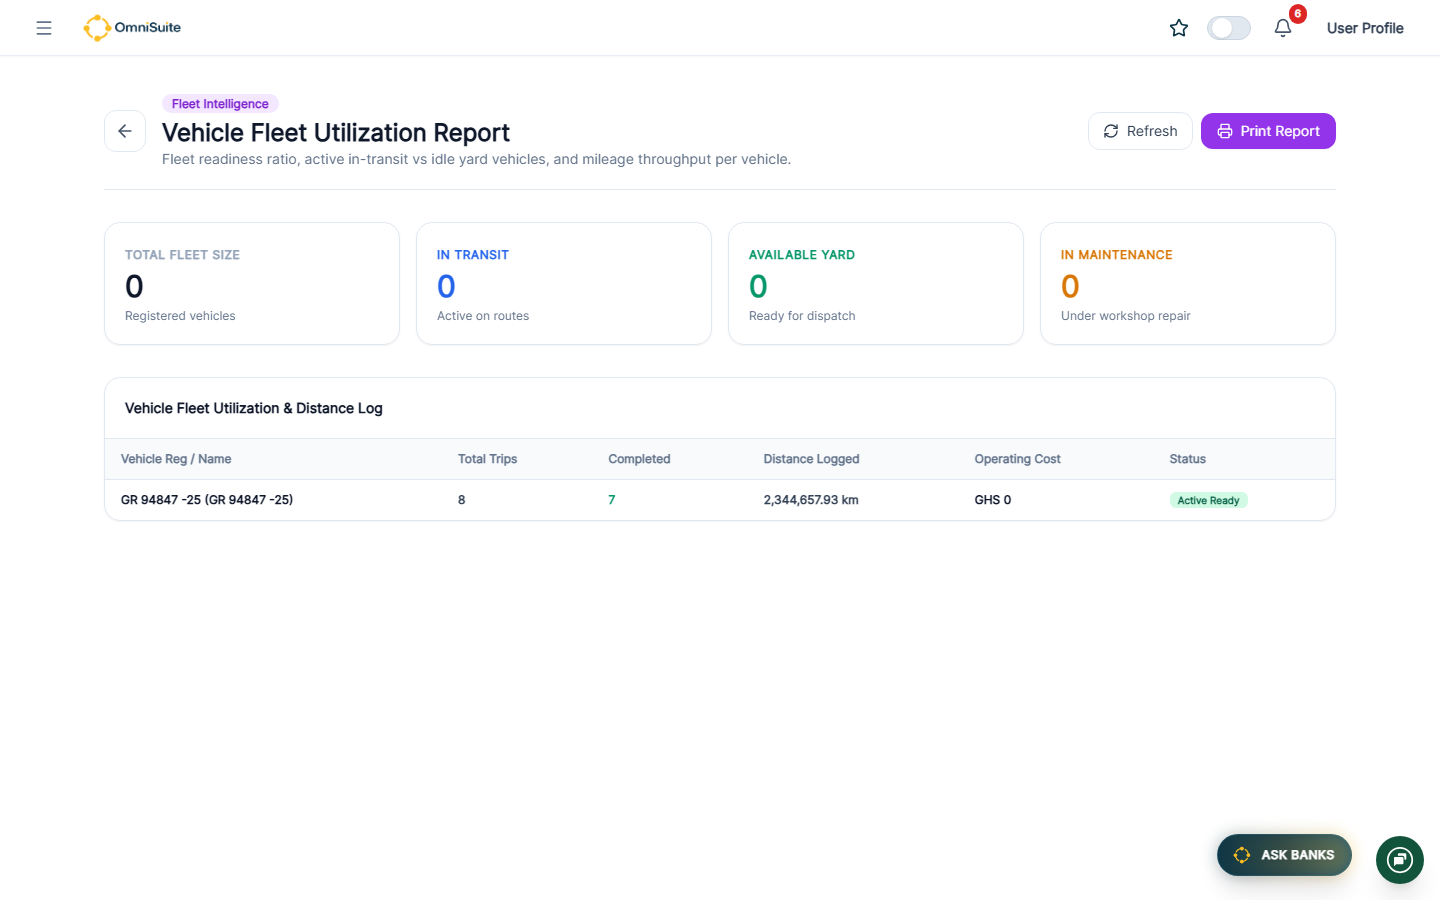 OmniSuite
6
User Profile
Fleet Intelligence
Vehicle Fleet Utilization Report
Fleet readiness ratio, active in-transit vs idle yard vehicles, and mileage throughput per vehicle.
Refresh
Print Report
TOTAL FLEET SIZE
0
Registered vehicles
IN TRANSIT
0
Active on routes
AVAILABLE YARD
0
Ready for dispatch
IN MAINTENANCE
0
Under workshop repair
Vehicle Fleet Utilization & Distance Log
Vehicle Reg / Name Total Trips Completed Distance Logged Operating Cost Status
GR 94847 -25 (GR 94847 -25) 8 7 2,344,657.93 km GHS 0 Active Ready
ASK BANKS